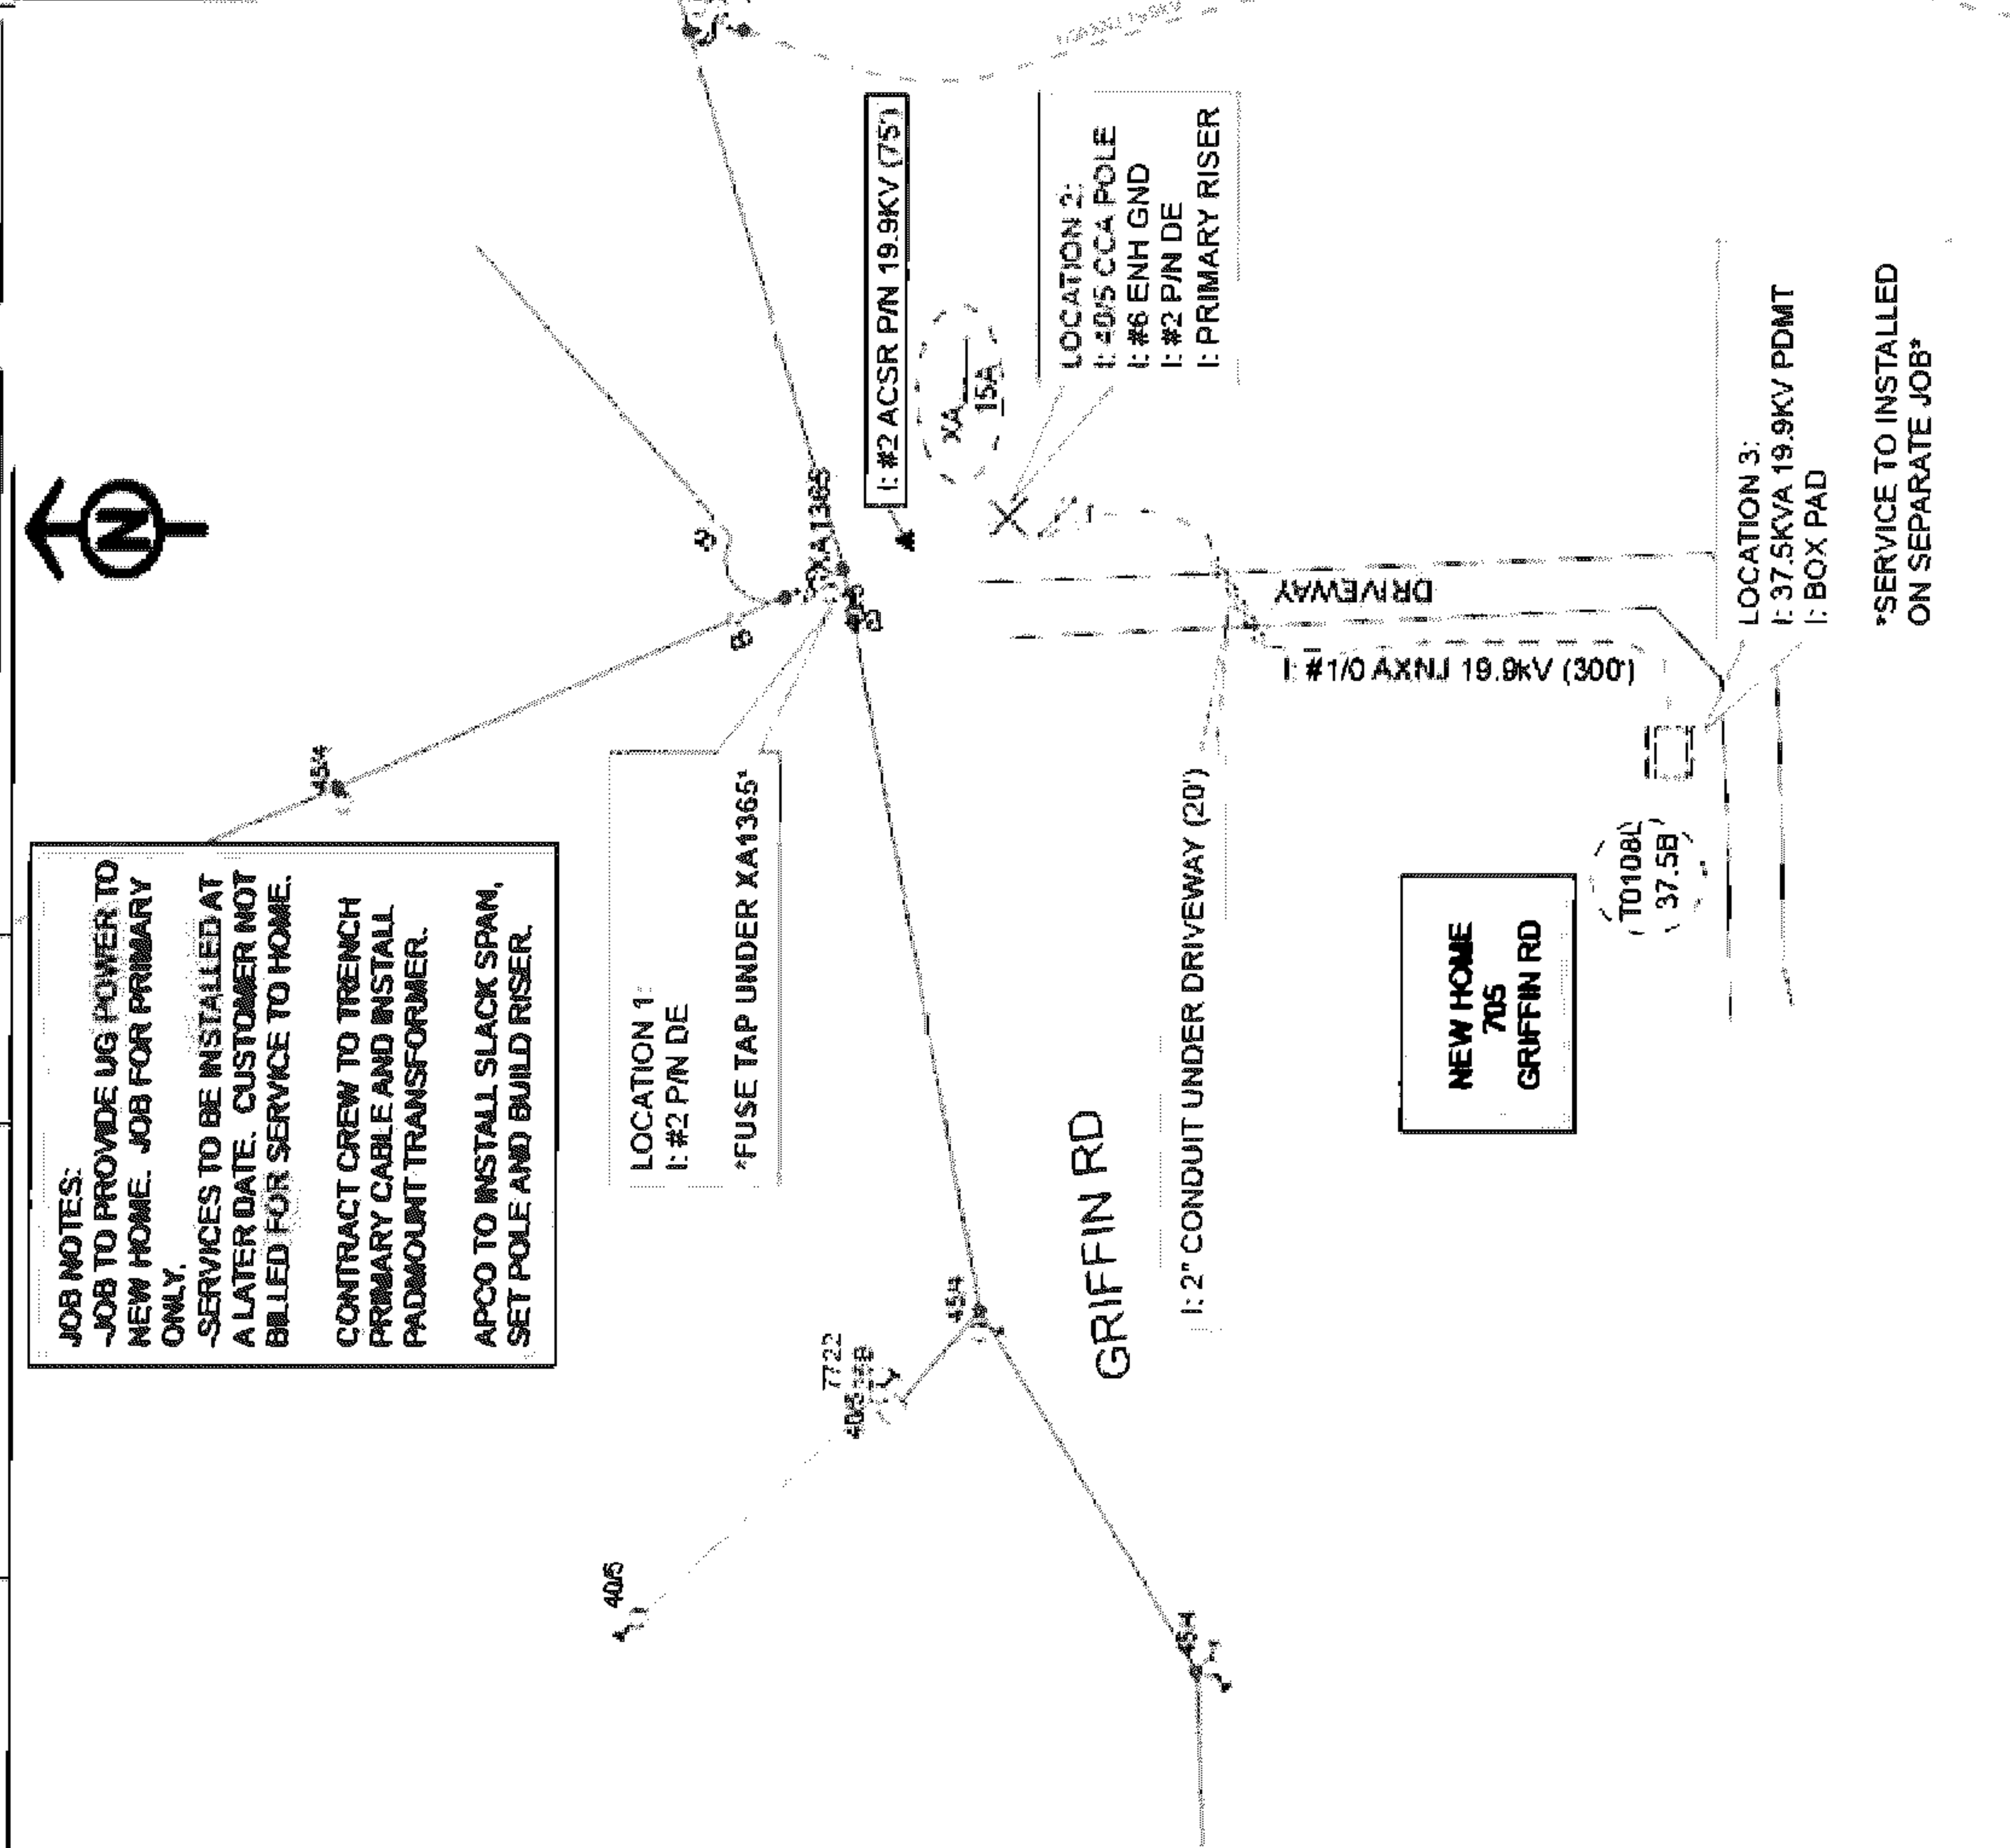 JOB NOTES:
-JOB TO PROVIDE UG POWER TO
NEW HOME. JOB FOR PRIMARY
ONLY.
-SERVICES TO BE INSTALLED AT
A LATER DATE. CUSTOMER NOT
BILLED FOR SERVICE TO HOME.
CONTRACT CREW TO TRENCH
PRIMARY CABLE AND INSTALL
PADMOUNT TRANSFORMER.
APCO TO INSTALL SLACK SPAN,
SET POLE AND BUILD RISER.
N
45/4
LOCATION 1:
I: #2 P/N DE
*FUSE TAP UNDER XA1365*
XA1365
I: #2 ACSR P/N 19.9KV (75')
XA
15A
LOCATION 2:
I: 40/5 CCA POLE
I: #6 ENH GND
I: #2 P/N DE
I: PRIMARY RISER
40/5
7722
45/4
45/4
GRIFFIN RD
I: 2" CONDUIT UNDER DRIVEWAY (20')
DRIVEWAY
I: #1/0 AXNJ 19.9kV (300')
NEW HOME
705
GRIFFIN RD
T0108L
37.5B
LOCATION 3:
I: 37.5KVA 19.9KV PDMT
I: BOX PAD
*SERVICE TO INSTALLED
ON SEPARATE JOB*